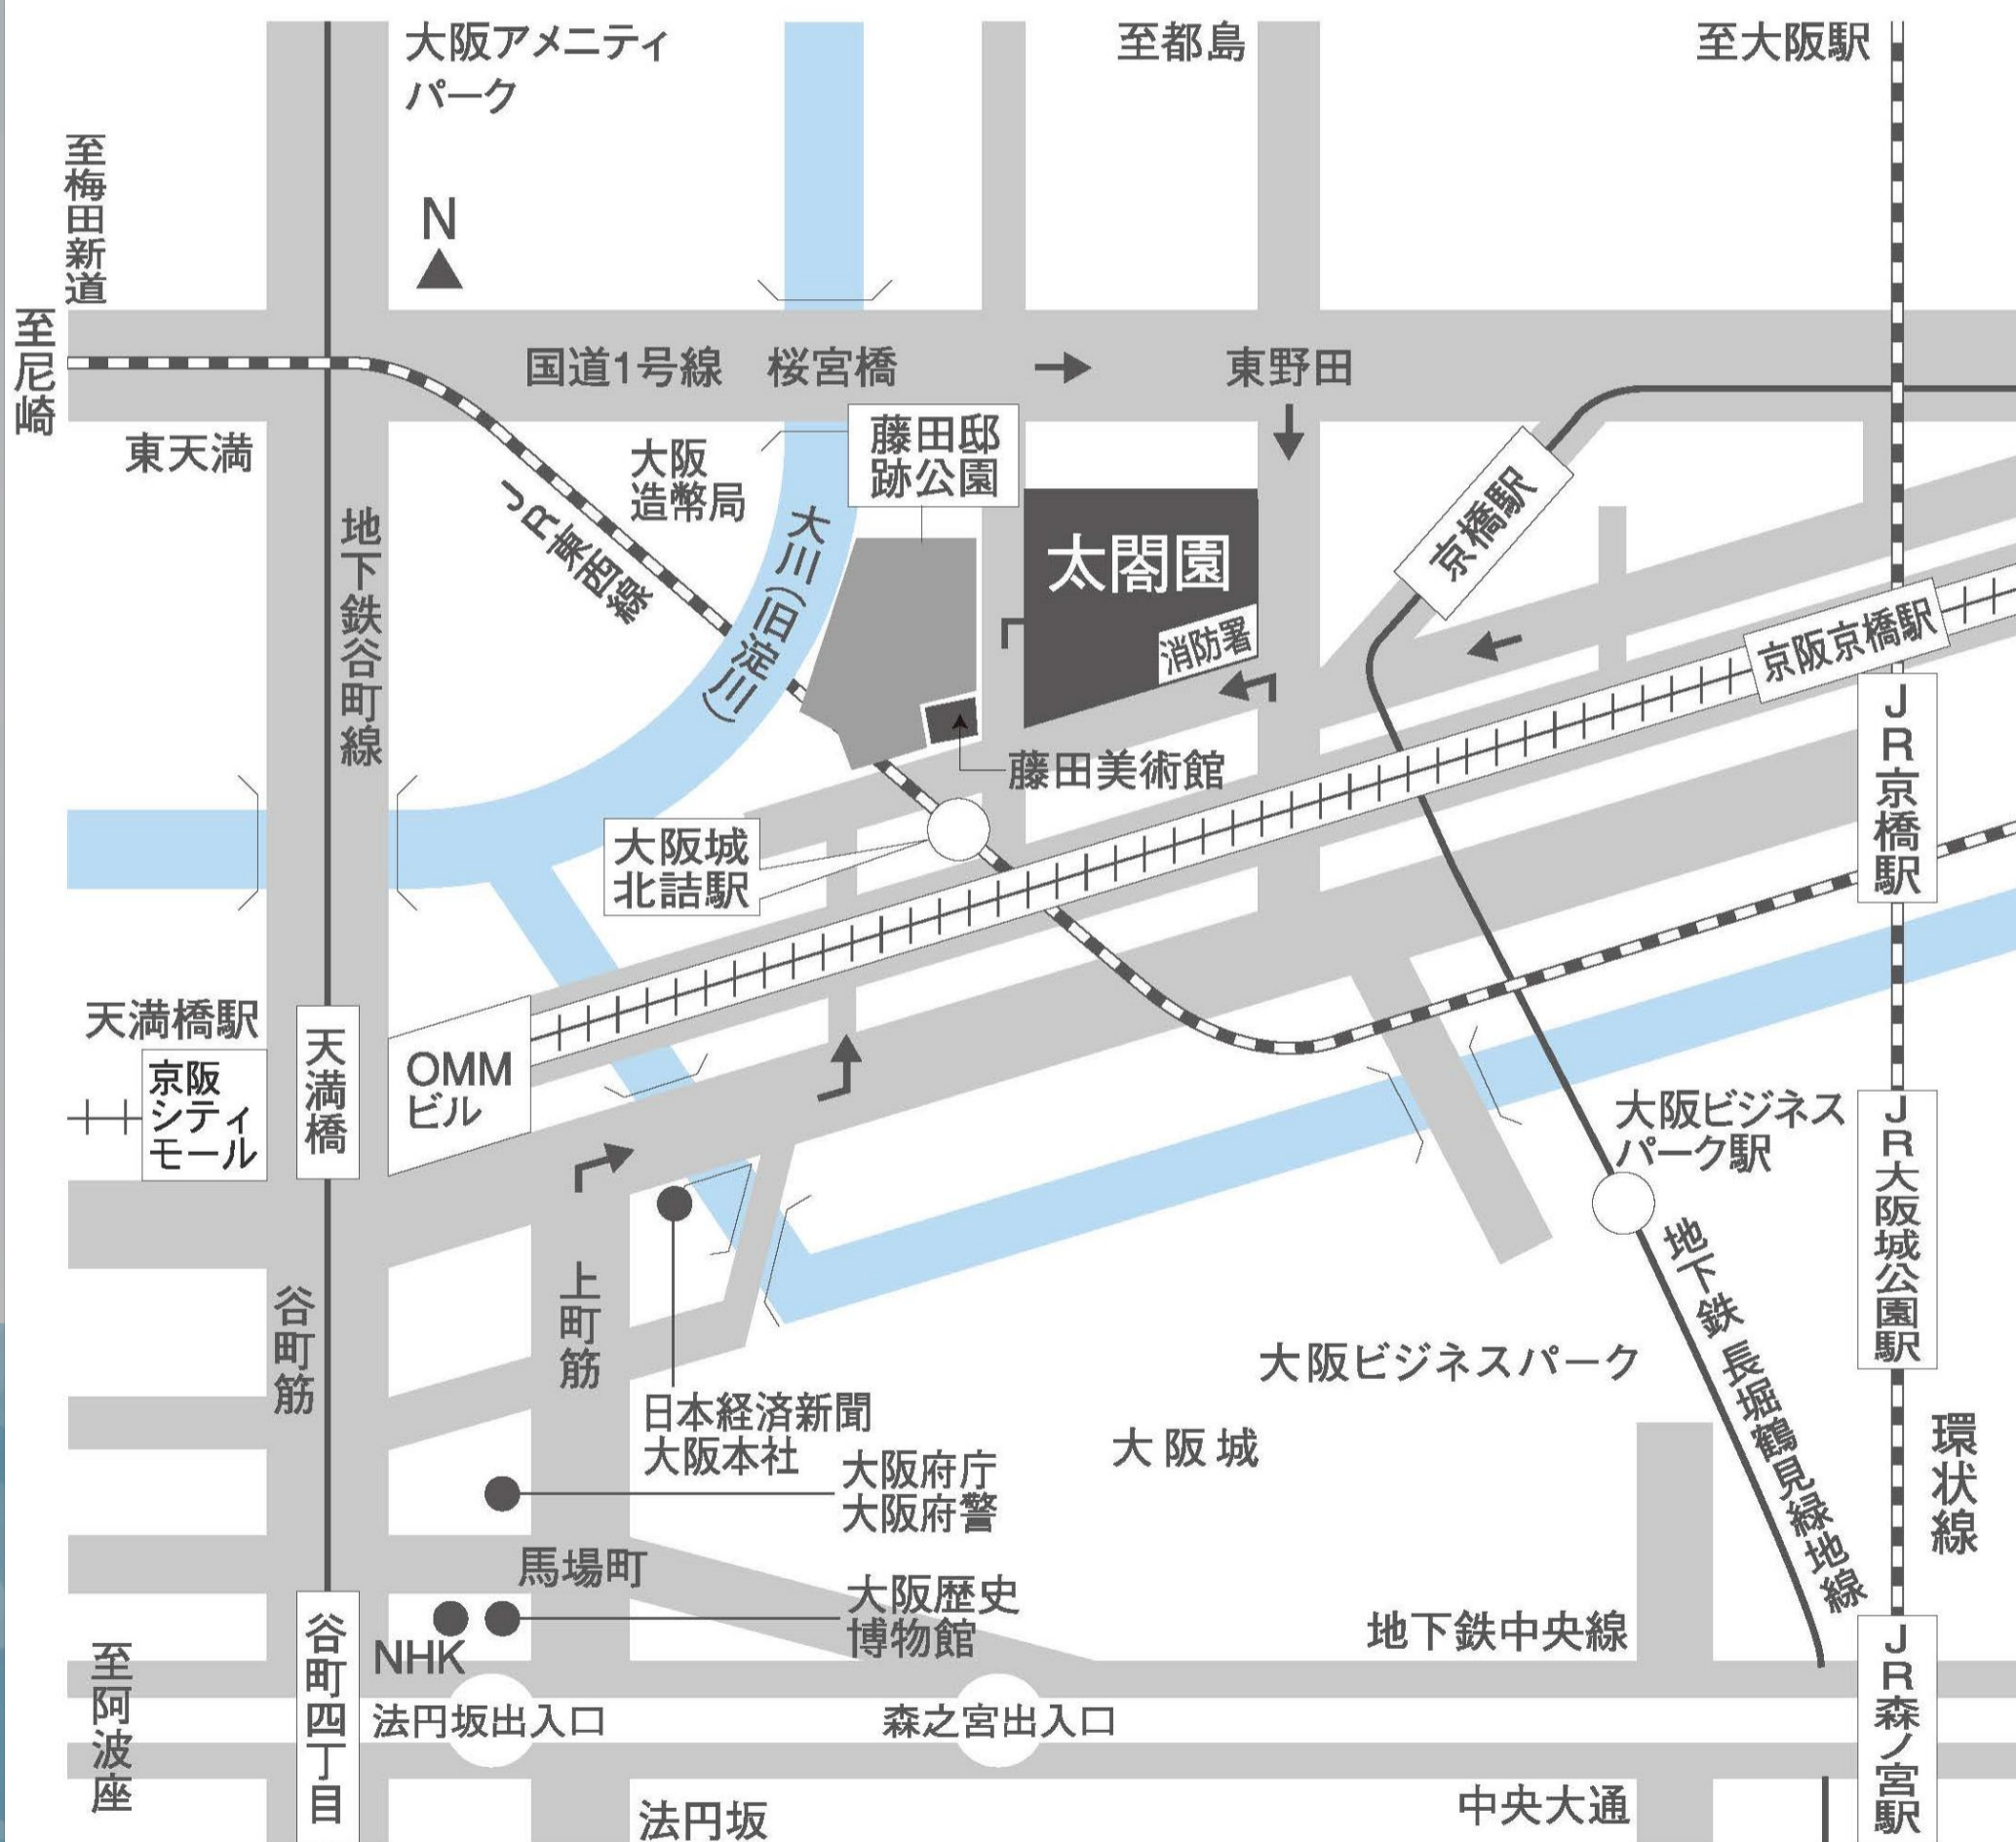 大阪アメニティ
パーク
至都島
至大阪駅
至梅田新道
N
至尼崎
国道1号線
桜宮橋
東野田
東天満
大阪
造幣局
藤田邸
跡公園
JR東西線
地下鉄谷町線
大川(旧淀川)
太閤園
消防署
京橋駅
京阪京橋駅
藤田美術館
JR京橋駅
大阪城
北詰駅
天満橋駅
京阪
シティ
モール
天満橋
OMM
ビル
大阪ビジネス
パーク駅
JR大阪城公園駅
谷町筋
上町筋
地下鉄 長堀鶴見緑地線
大阪ビジネスパーク
日本経済新聞
大阪本社
大阪城
環状線
大阪府庁
大阪府警
馬場町
大阪歴史
博物館
NHK
地下鉄中央線
至阿波座
谷町四丁目
法円坂出入口
森之宮出入口
JR森ノ宮駅
法円坂
中央大通